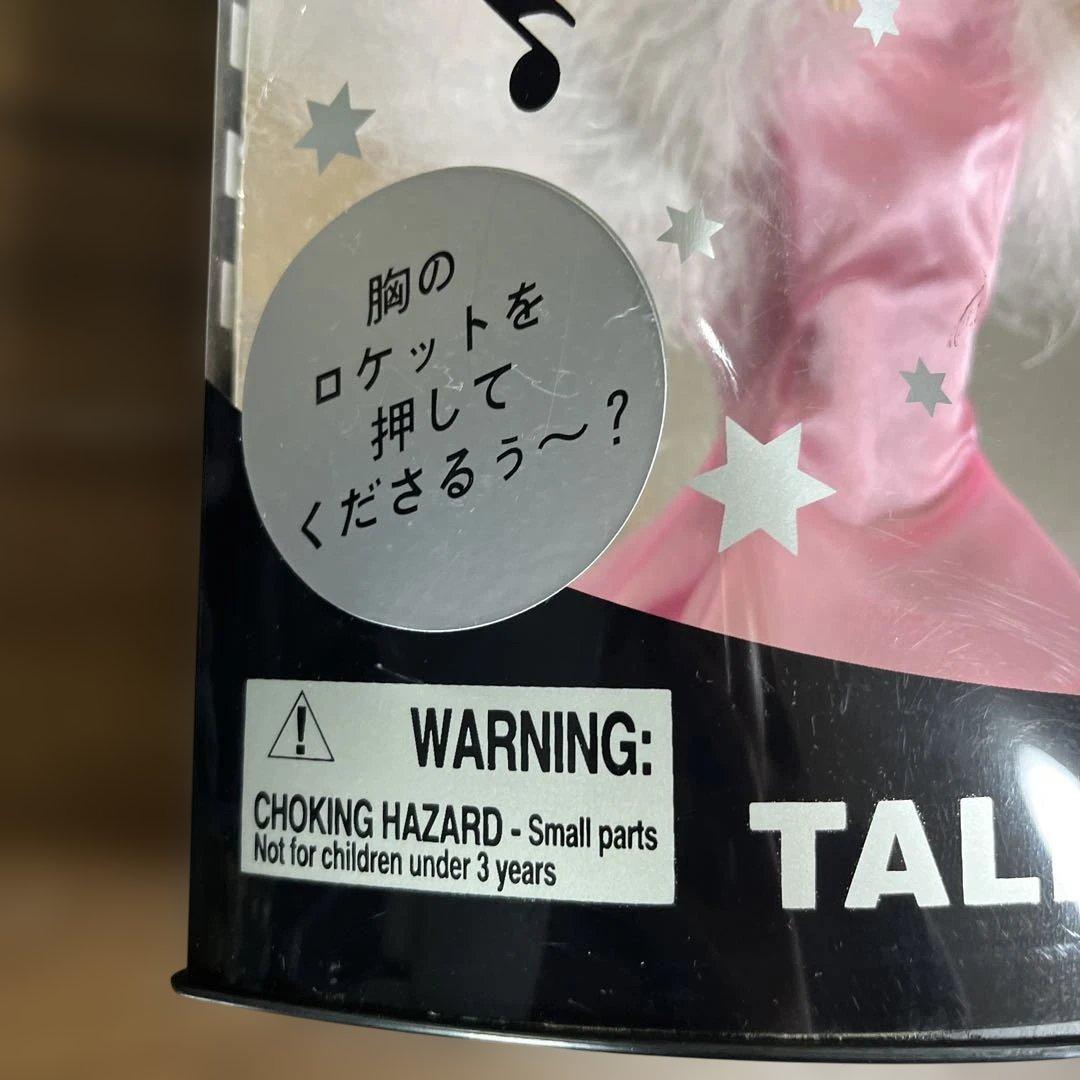 胸の
ロケットを
押して
くださるぅ〜？
WARNING:
CHOKING HAZARD - Small parts
Not for children under 3 years